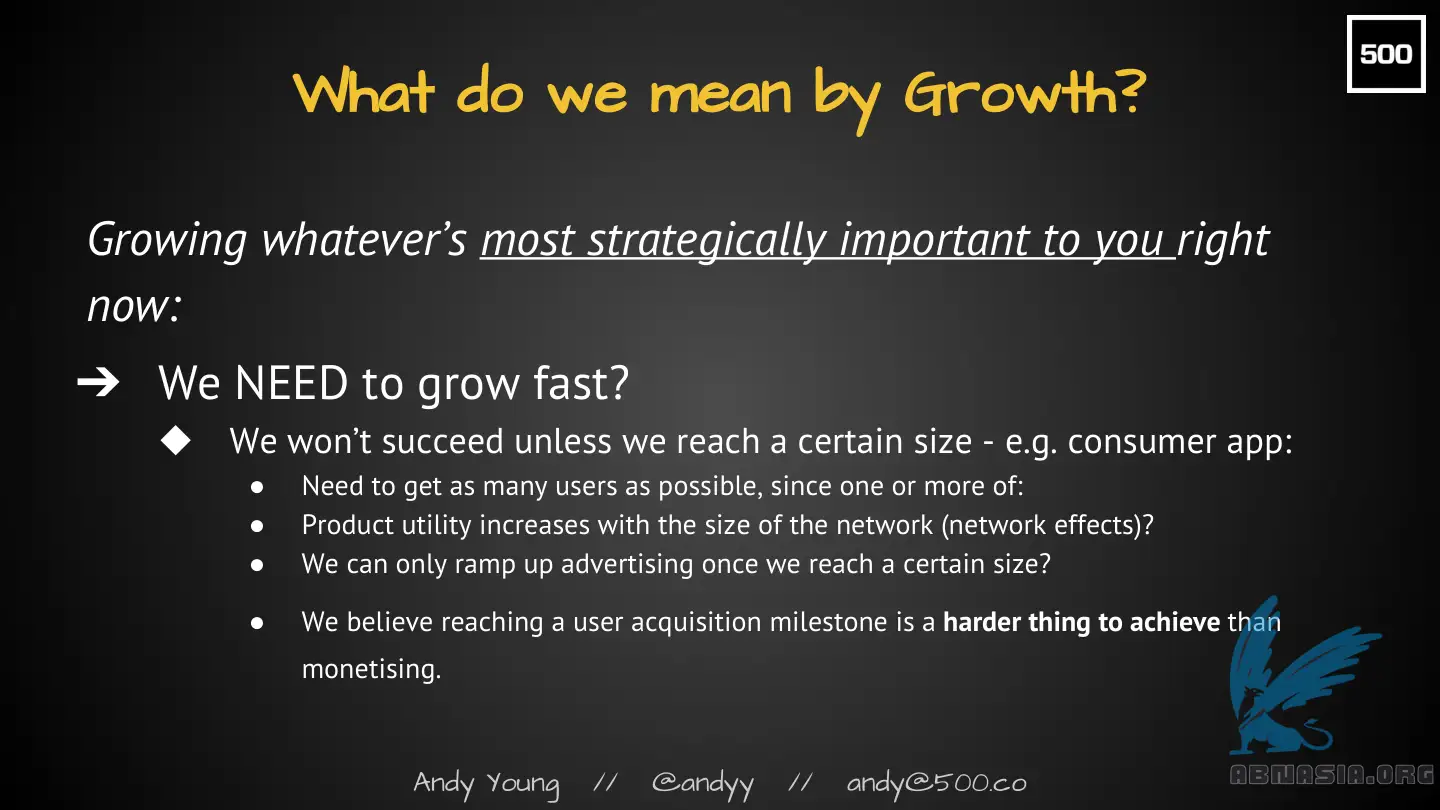 500
What do we mean by Growth?
Growing whatever’s most strategically important to you right
now:
➔ We NEED to grow fast?
◆ We won’t succeed unless we reach a certain size - e.g. consumer app:
● Need to get as many users as possible, since one or more of:
● Product utility increases with the size of the network (network effects)?
● We can only ramp up advertising once we reach a certain size?
● We believe reaching a user acquisition milestone is a harder thing to achieve than
monetising.
Andy Young // @andyy // andy@500.co
ABNASIA.ORG